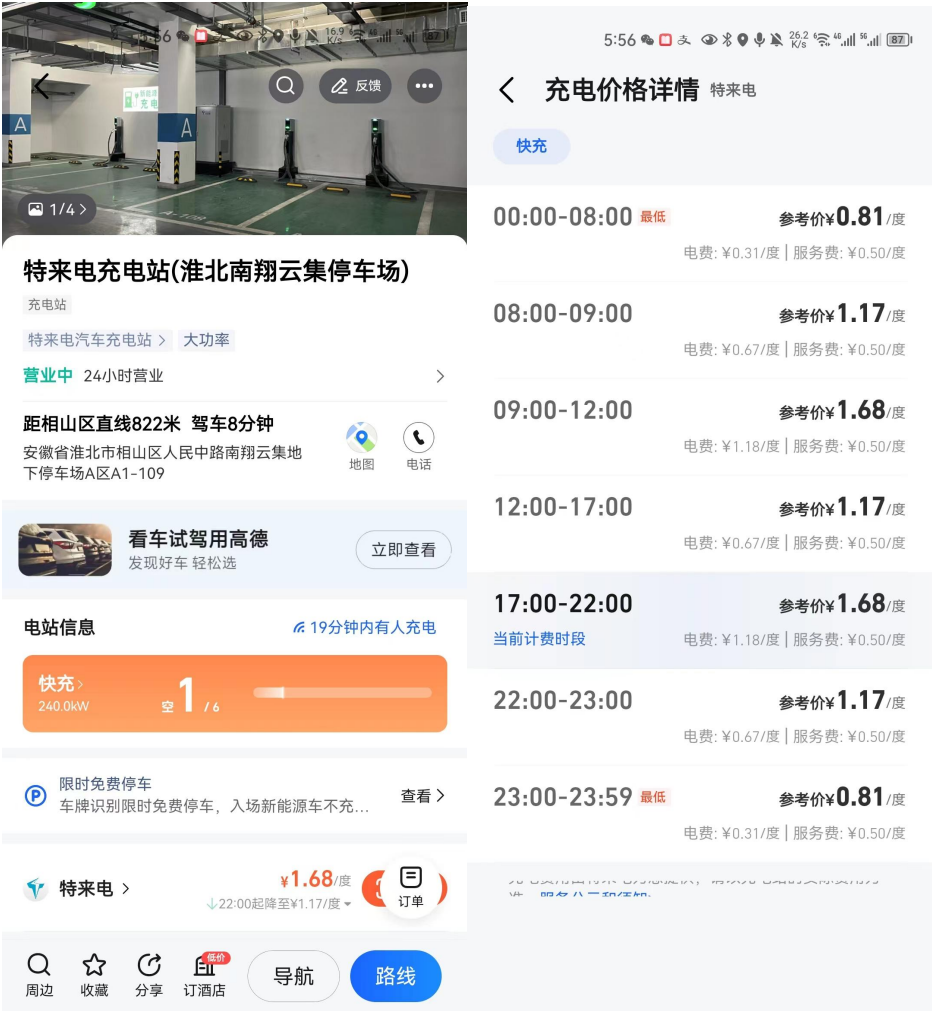 5:56
16.9
K/s
87
反馈
充电
A
A
A-108
1/4
特来电充电站(淮北南翔云集停车场)
充电站
特来电汽车充电站
大功率
营业中 24小时营业
距相山区直线822米 驾车8分钟
安徽省淮北市相山区人民中路南翔云集地
下停车场A区A1-109
地图
电话
看车试驾用高德
发现好车 轻松选
立即查看
电站信息
19分钟内有人充电
快充
240.0kW
空 1 / 6
P
限时免费停车
车牌识别限时免费停车，入场新能源车不充...
查看
特来电
¥1.68/度
22:00起降至¥1.17/度
订单
周边
收藏
分享
低价
订酒店
导航
路线
5:56
支
26.2
K/s
6
4G
5G
87
充电价格详情 特来电
快充
00:00-08:00 最低 参考价¥0.81/度
电费: ¥0.31/度 | 服务费: ¥0.50/度
08:00-09:00 参考价¥1.17/度
电费: ¥0.67/度 | 服务费: ¥0.50/度
09:00-12:00 参考价¥1.68/度
电费: ¥1.18/度 | 服务费: ¥0.50/度
12:00-17:00 参考价¥1.17/度
电费: ¥0.67/度 | 服务费: ¥0.50/度
17:00-22:00 参考价¥1.68/度
当前计费时段 电费: ¥1.18/度 | 服务费: ¥0.50/度
22:00-23:00 参考价¥1.17/度
电费: ¥0.67/度 | 服务费: ¥0.50/度
23:00-23:59 最低 参考价¥0.81/度
电费: ¥0.31/度 | 服务费: ¥0.50/度